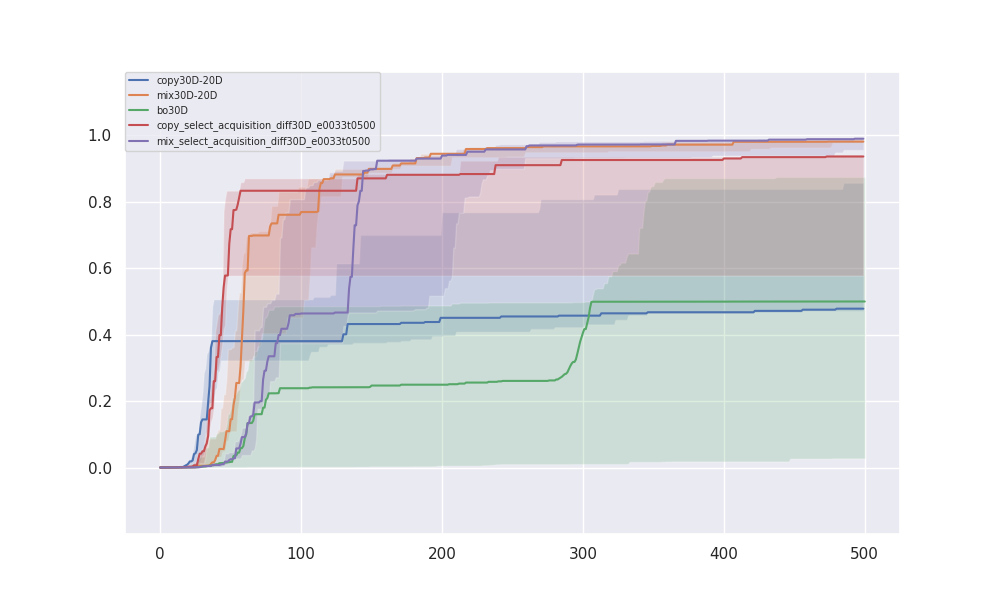 copy30D-20D
mix30D-20D
bo30D
copy_select_acquisition_diff30D_e0033t0500
mix_select_acquisition_diff30D_e0033t0500
1.0
0.8
0.6
0.4
0.2
0.0
0 100 200 300 400 500